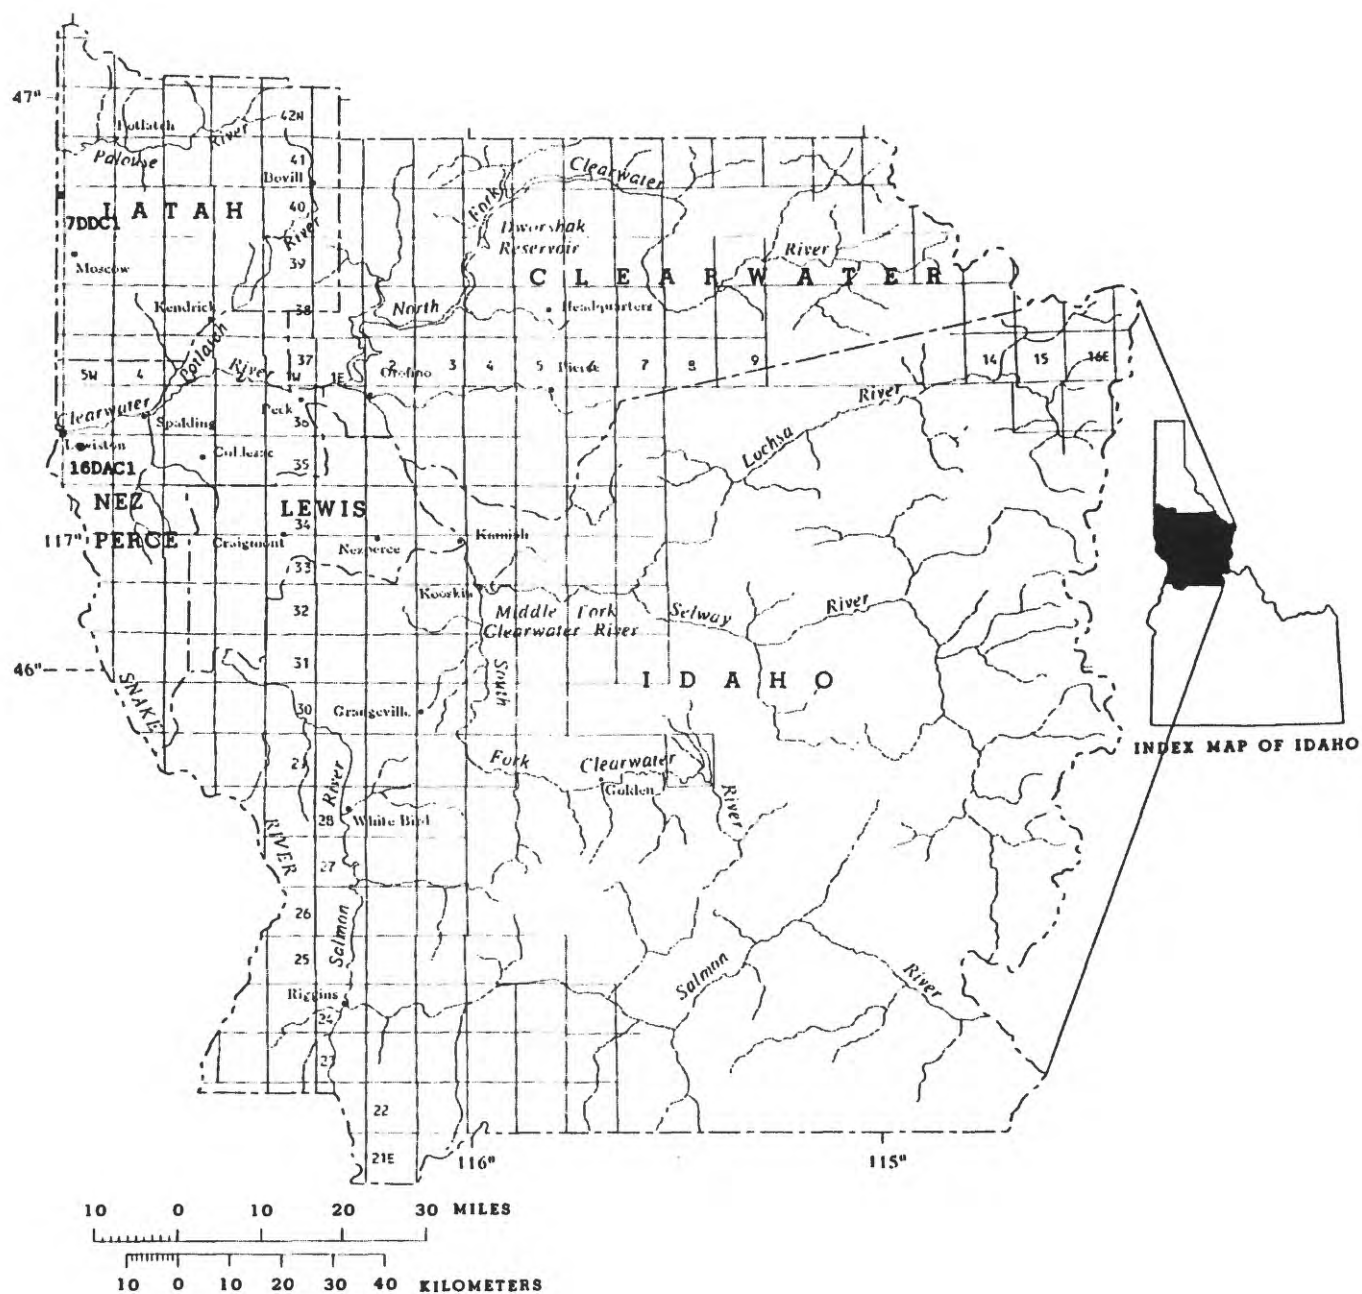 47°
42N
Potlatch
River
Palouse
41
Bovill
Clearwater
LATAH
40
Fork
7DDC1
River
Dworshak
Reservoir
River
Moscow
39
CLEARWATER
Kendrick
38
North
Headquarters
Potlatch
37
5W
4
River
1W
1E
2
Orofino
3
4
5
Pierce
6
7
8
9
14
15
16E
Clearwater
Peck
36
River
Spalding
Lewiston
Culdesac
Lochsa
16DAC1
35
NEZ
LEWIS
34
117°
PERCE
Craigmont
Nezperce
Kamiah
33
Kooskia
32
Middle Fork
Clearwater River
Selway
River
46°
31
SNAKE
South
IDAHO
30
Grangeville
INDEX MAP OF IDAHO
Fork
Clearwater
River
Golden
River
28
White Bird
RIVER
27
26
Salmon
25
Salmon
River
Riggins
24
22
21E
116°
115°
10 0 10 20 30 MILES
10 0 10 20 30 40 KILOMETERS